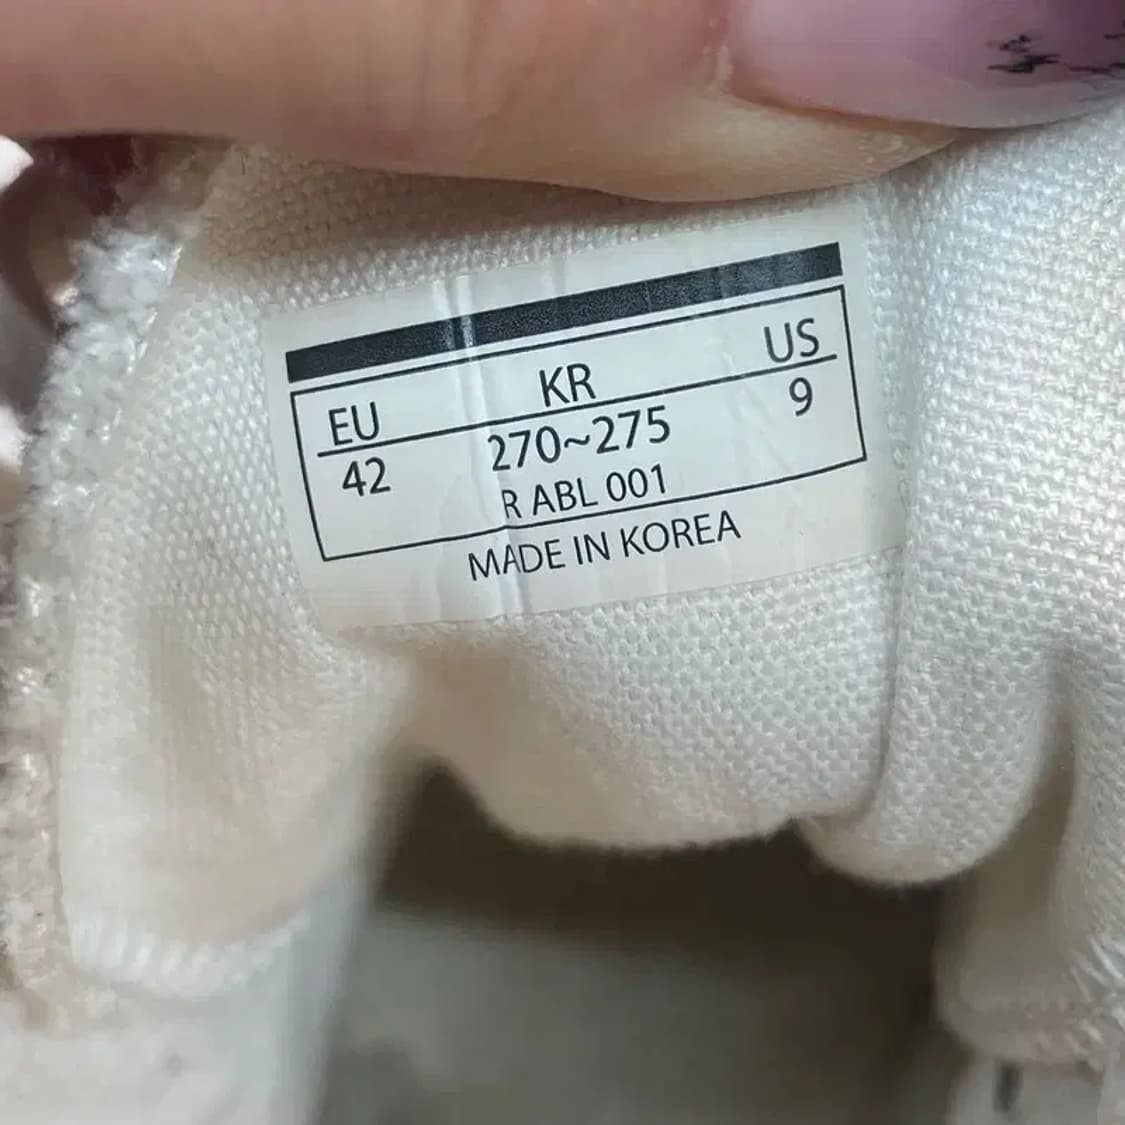 EU KR US
42 270~275 9
R ABL 001
MADE IN KOREA